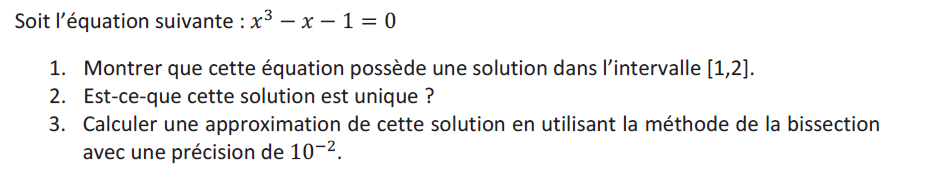 Soit l'équation suivante : 𝑥³ − 𝑥 − 1 = 0
1. Montrer que cette équation possède une solution dans l'intervalle [1,2].
2. Est-ce-que cette solution est unique ?
3. Calculer une approximation de cette solution en utilisant la méthode de la bissection
avec une précision de 10⁻².